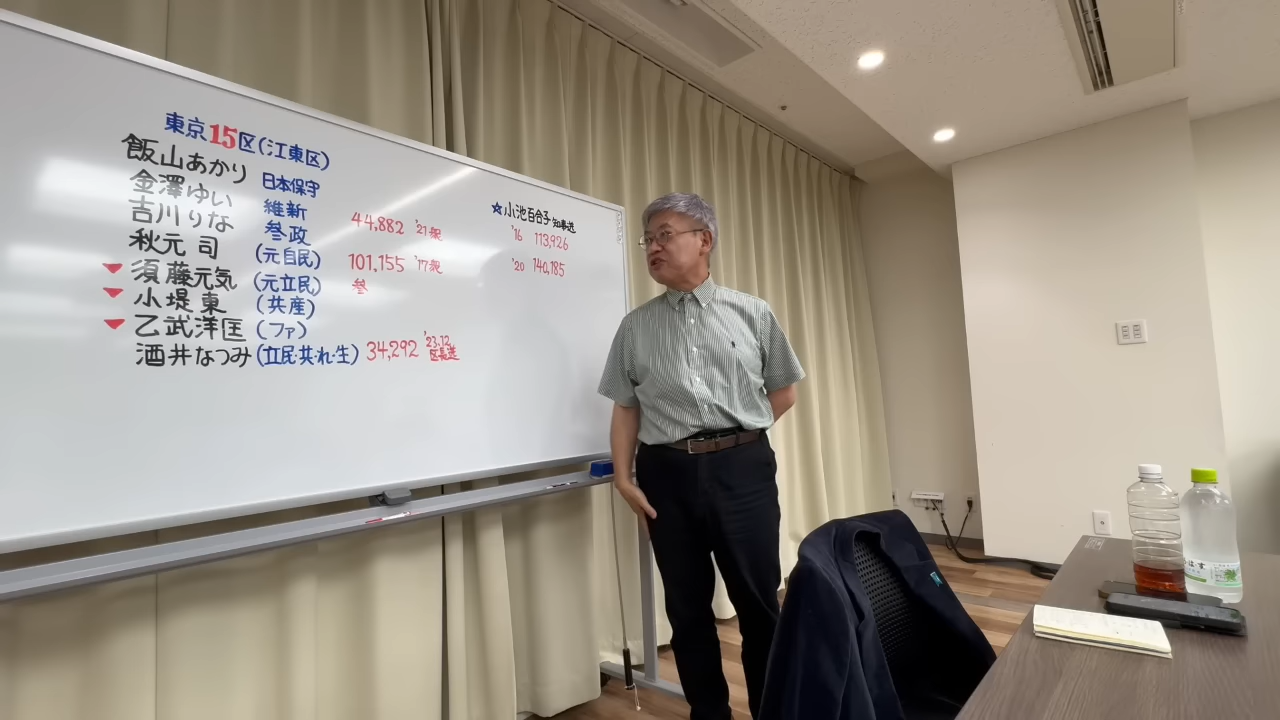 東京15区(江東区)
飯山あかり 日本保守
金澤ゆい 維新 44,882 '21衆
吉川りな 参政
秋元 司 (元自民) 101,155 '17衆
▼須藤元気 (元立民) 参
▼小堤 東 (共産)
▼乙武洋匡 (ファ)
酒井なつみ (立民・共・れ・生) 34,292 '23.12 区長選
☆小池百合子 知事選
'16 113,926
'20 140,185